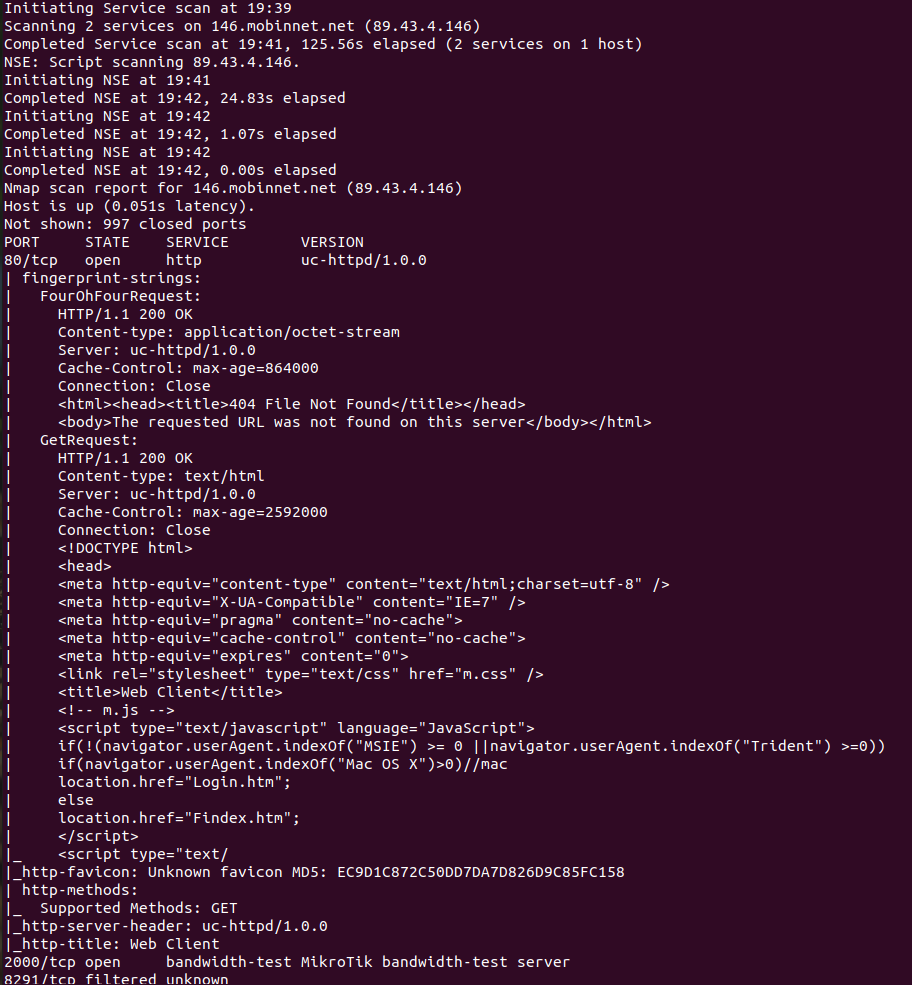 Initiating Service scan at 19:39
Scanning 2 services on 146.mobinnet.net (89.43.4.146)
Completed Service scan at 19:41, 125.56s elapsed (2 services on 1 host)
NSE: Script scanning 89.43.4.146.
Initiating NSE at 19:41
Completed NSE at 19:42, 24.83s elapsed
Initiating NSE at 19:42
Completed NSE at 19:42, 1.07s elapsed
Initiating NSE at 19:42
Completed NSE at 19:42, 0.00s elapsed
Nmap scan report for 146.mobinnet.net (89.43.4.146)
Host is up (0.051s latency).
Not shown: 997 closed ports
PORT     STATE    SERVICE        VERSION
80/tcp   open     http           uc-httpd/1.0.0
| fingerprint-strings:
|   FourOhFourRequest:
|     HTTP/1.1 200 OK
|     Content-type: application/octet-stream
|     Server: uc-httpd/1.0.0
|     Cache-Control: max-age=864000
|     Connection: Close
|     <html><head><title>404 File Not Found</title></head>
|     <body>The requested URL was not found on this server</body></html>
|   GetRequest:
|     HTTP/1.1 200 OK
|     Content-type: text/html
|     Server: uc-httpd/1.0.0
|     Cache-Control: max-age=2592000
|     Connection: Close
|     <!DOCTYPE html>
|     <head>
|     <meta http-equiv="content-type" content="text/html;charset=utf-8" />
|     <meta http-equiv="X-UA-Compatible" content="IE=7" />
|     <meta http-equiv="pragma" content="no-cache">
|     <meta http-equiv="cache-control" content="no-cache">
|     <meta http-equiv="expires" content="0">
|     <link rel="stylesheet" type="text/css" href="m.css" />
|     <title>Web Client</title>
|     <!-- m.js -->
|     <script type="text/javascript" language="JavaScript">
|     if(!(navigator.userAgent.indexOf("MSIE") >= 0 ||navigator.userAgent.indexOf("Trident") >=0))
|     if(navigator.userAgent.indexOf("Mac OS X")>0)//mac
|     location.href="Login.htm";
|     else
|     location.href="Findex.htm";
|     </script>
|_    <script type="text/
|_http-favicon: Unknown favicon MD5: EC9D1C872C50DD7DA7D826D9C85FC158
| http-methods:
|_  Supported Methods: GET
|_http-server-header: uc-httpd/1.0.0
|_http-title: Web Client
2000/tcp open     bandwidth-test MikroTik bandwidth-test server
8291/tcp filtered unknown